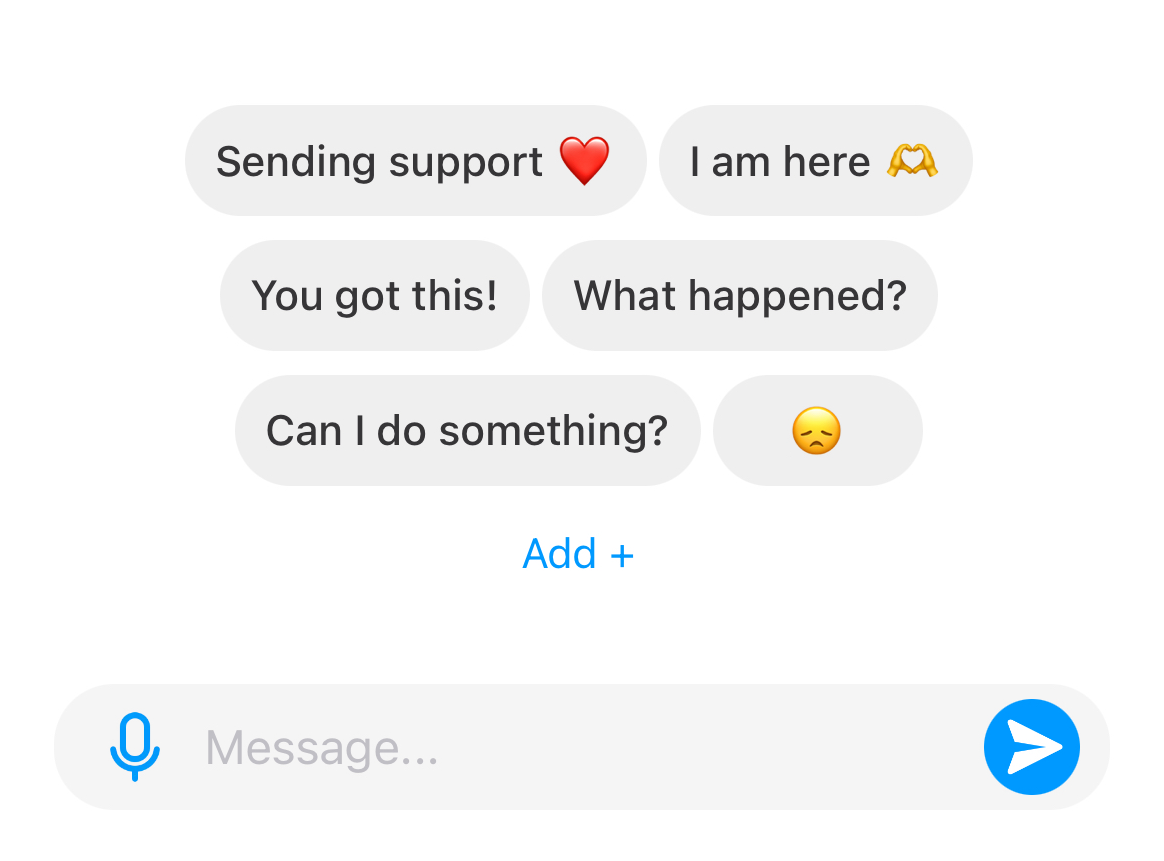 Sending support ❤️ I am here 🫶
You got this! What happened?
Can I do something? 😞
Add +
Message...